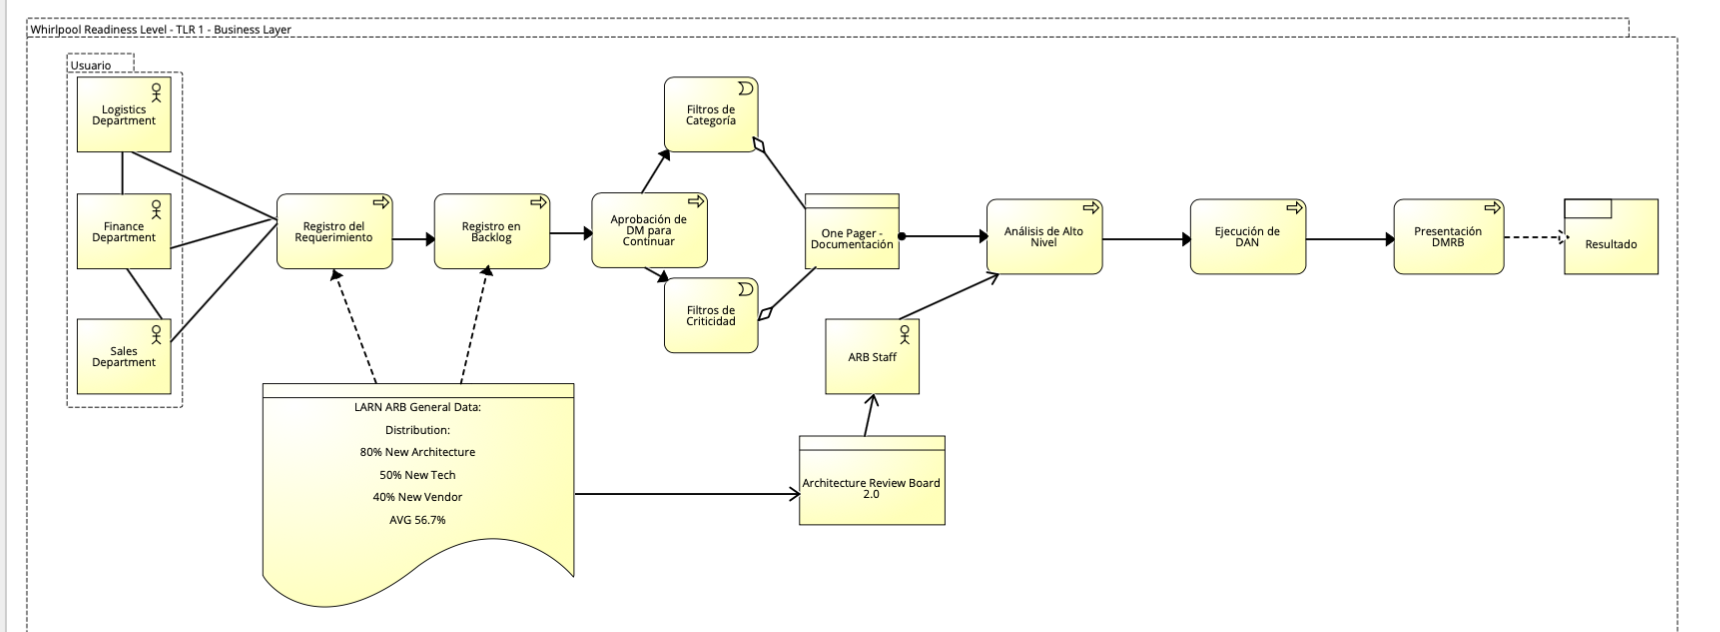 Whirlpool Readiness Level - TLR 1 - Business Layer
Usuario
Logistics
Department
Finance
Department
Sales
Department
Registro del
Requerimiento
Registro en
Backlog
Aprobación de
DM para
Continuar
Filtros de
Categoría
Filtros de
Criticidad
One Pager -
Documentación
Análisis de Alto
Nivel
Ejecución de
DAN
Presentación
DMRB
Resultado
ARB Staff
LARN ARB General Data:
Distribution:
80% New Architecture
50% New Tech
40% New Vendor
AVG 56.7%
Architecture Review Board
2.0